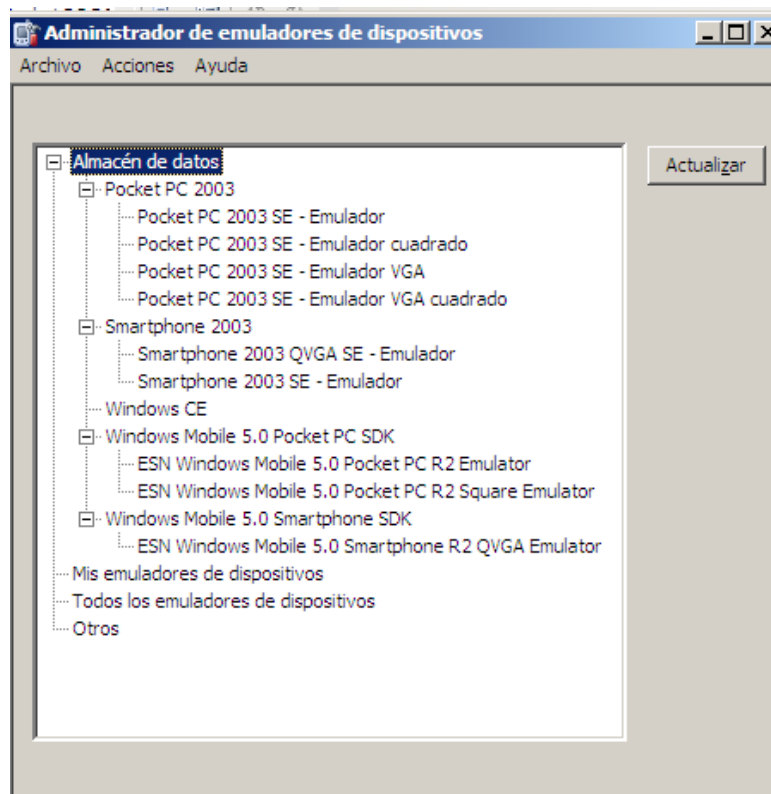 Administrador de emuladores de dispositivos
Archivo Acciones Ayuda
Almacén de datos
Actualizar
Pocket PC 2003
Pocket PC 2003 SE - Emulador
Pocket PC 2003 SE - Emulador cuadrado
Pocket PC 2003 SE - Emulador VGA
Pocket PC 2003 SE - Emulador VGA cuadrado
Smartphone 2003
Smartphone 2003 QVGA SE - Emulador
Smartphone 2003 SE - Emulador
Windows CE
Windows Mobile 5.0 Pocket PC SDK
ESN Windows Mobile 5.0 Pocket PC R2 Emulator
ESN Windows Mobile 5.0 Pocket PC R2 Square Emulator
Windows Mobile 5.0 Smartphone SDK
ESN Windows Mobile 5.0 Smartphone R2 QVGA Emulator
Mis emuladores de dispositivos
Todos los emuladores de dispositivos
Otros